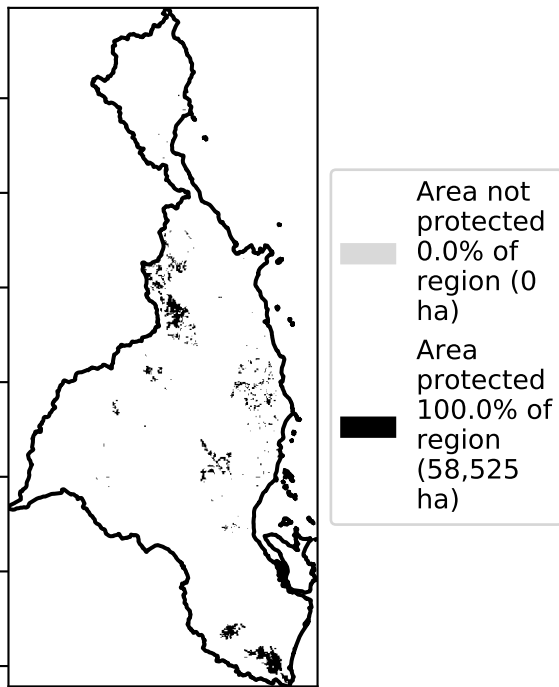 Area not
protected
0.0% of
region (0
ha)
Area
protected
100.0% of
region
(58,525
ha)